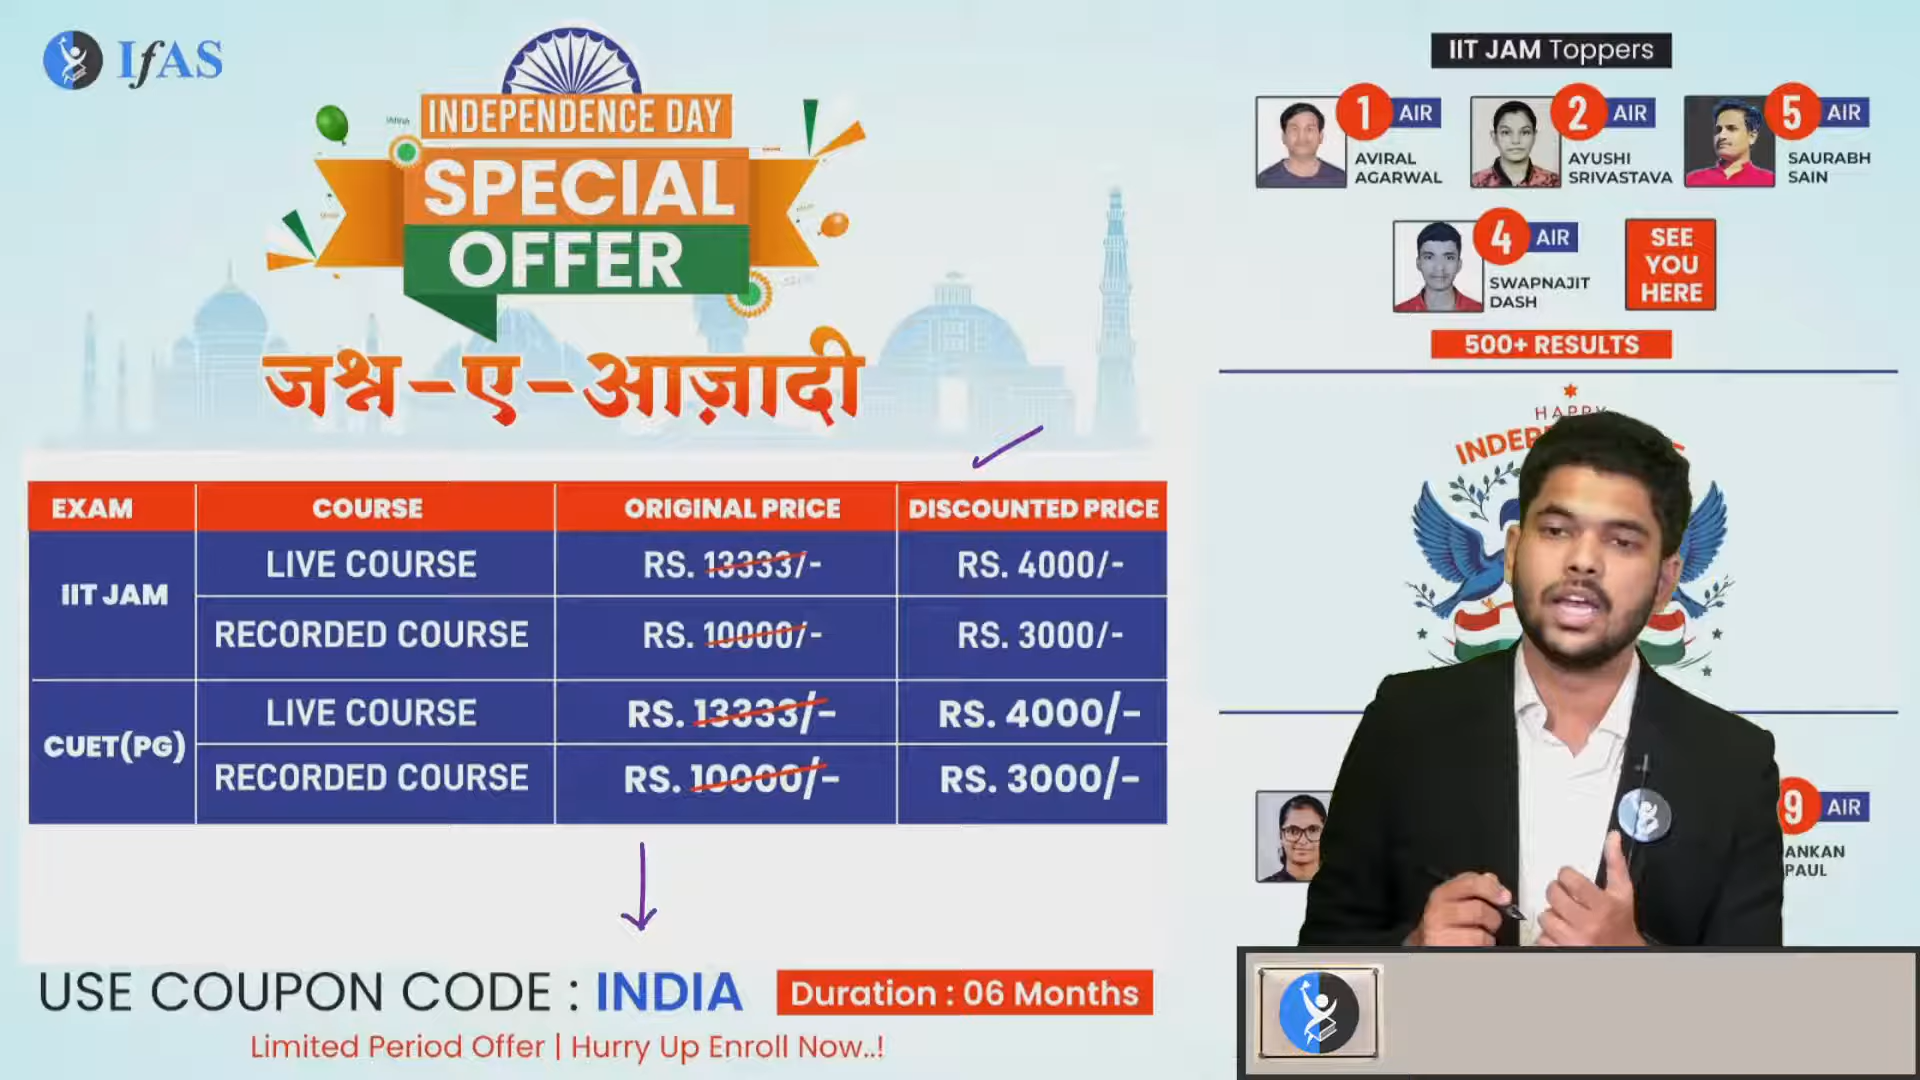 IfAS
INDEPENDENCE DAY
SPECIAL
OFFER
जश्न-ए-आज़ादी
EXAM COURSE ORIGINAL PRICE DISCOUNTED PRICE
IIT JAM
LIVE COURSE RS. 13333/- RS. 4000/-
RECORDED COURSE RS. 10000/- RS. 3000/-
CUET(PG)
LIVE COURSE RS. 13333/- RS. 4000/-
RECORDED COURSE RS. 10000/- RS. 3000/-
USE COUPON CODE : INDIA
Duration : 06 Months
Limited Period Offer | Hurry Up Enroll Now..!
IIT JAM Toppers
1 AIR
AVIRAL
AGARWAL
2 AIR
AYUSHI
SRIVASTAVA
5 AIR
SAURABH
SAIN
4 AIR
SWAPNAJIT
DASH
SEE
YOU
HERE
500+ RESULTS
HAPPY
9 AIR
ANKAN
PAUL